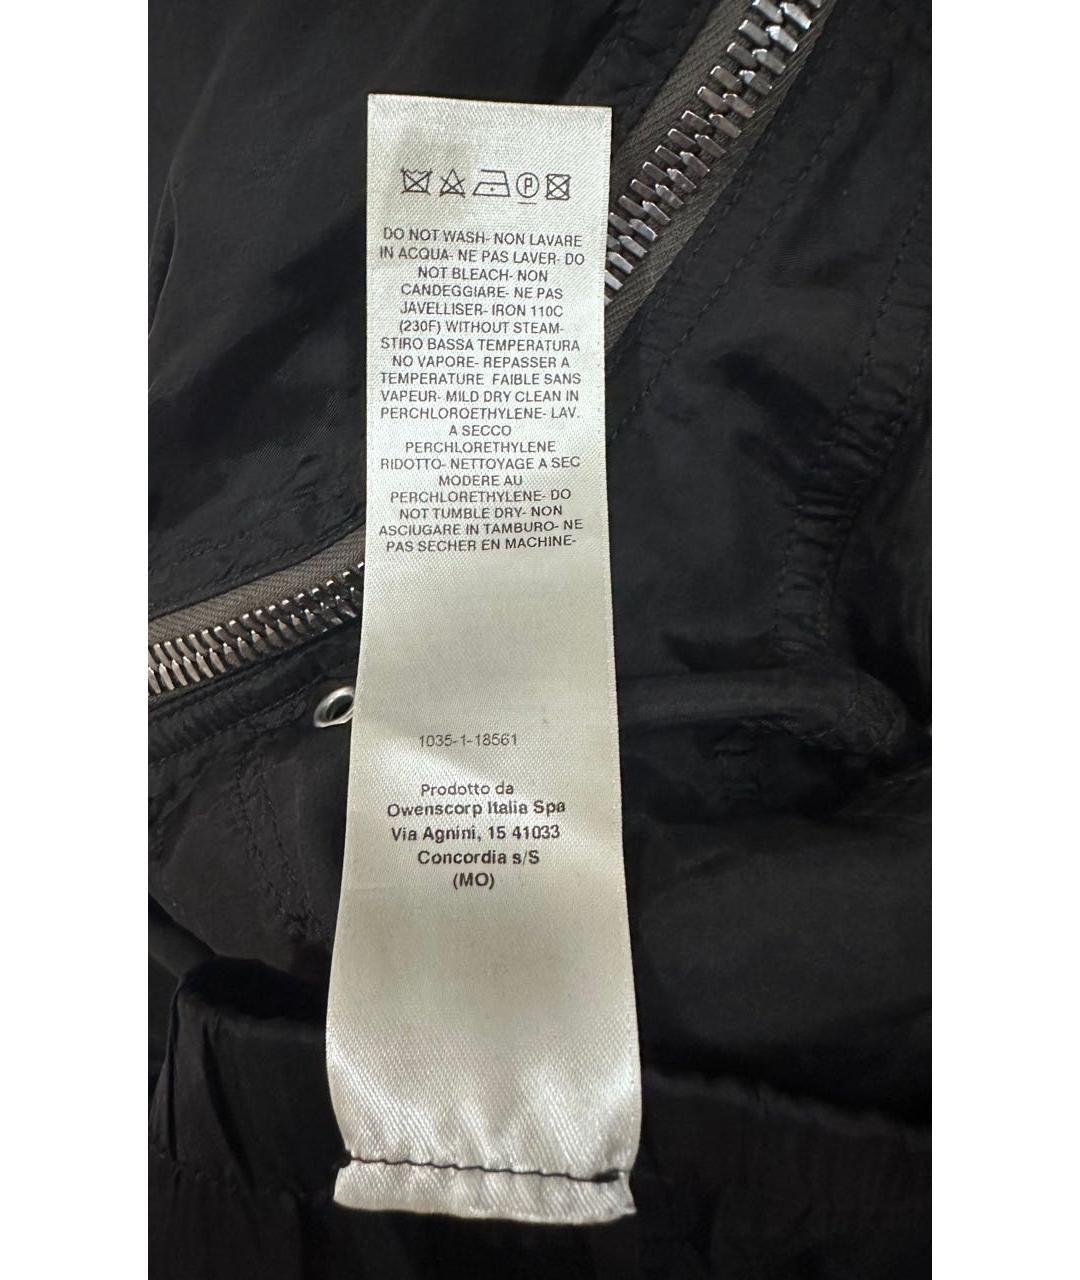 P
DO NOT WASH- NON LAVARE
IN ACQUA- NE PAS LAVER- DO
NOT BLEACH- NON
CANDEGGIARE- NE PAS
JAVELLISER- IRON 110C
(230F) WITHOUT STEAM-
STIRO BASSA TEMPERATURA
NO VAPORE- REPASSER A
TEMPERATURE FAIBLE SANS
VAPEUR- MILD DRY CLEAN IN
PERCHLOROETHYLENE- LAV.
A SECCO
PERCHLORETHYLENE
RIDOTTO- NETTOYAGE A SEC
MODERE AU
PERCHLORETHYLENE- DO
NOT TUMBLE DRY- NON
ASCIUGARE IN TAMBURO- NE
PAS SECHER EN MACHINE-
1035-1-18561
Prodotto da
Owenscorp Italia Spa
Via Agnini, 15 41033
Concordia s/S
(MO)